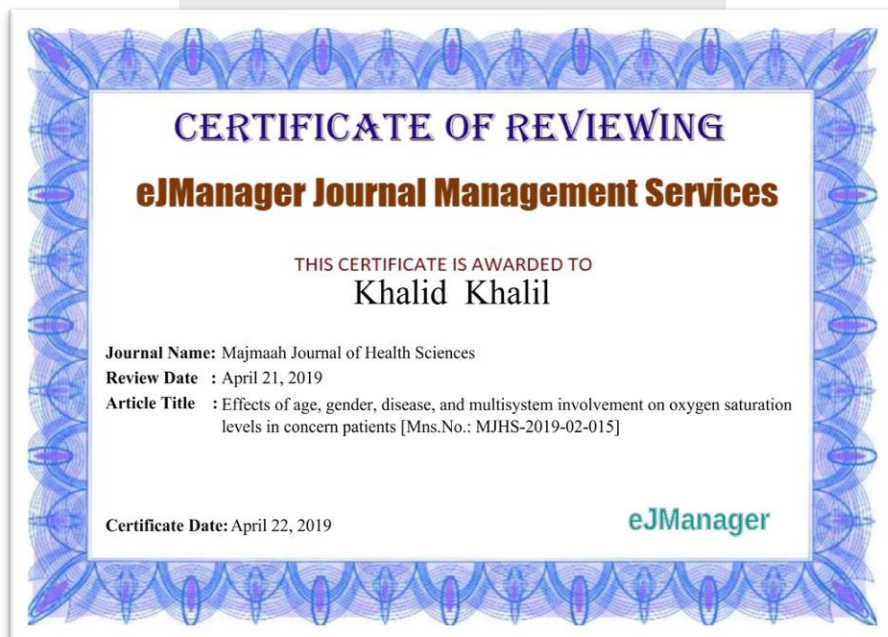 CERTIFICATE OF REVIEWING
eJManager Journal Management Services
THIS CERTIFICATE IS AWARDED TO
Khalid Khalil
Journal Name: Majmaah Journal of Health Sciences
Review Date : April 21, 2019
Article Title : Effects of age, gender, disease, and multisystem involvement on oxygen saturation
levels in concern patients [Mns.No.: MJHS-2019-02-015]
Certificate Date: April 22, 2019
eJManager